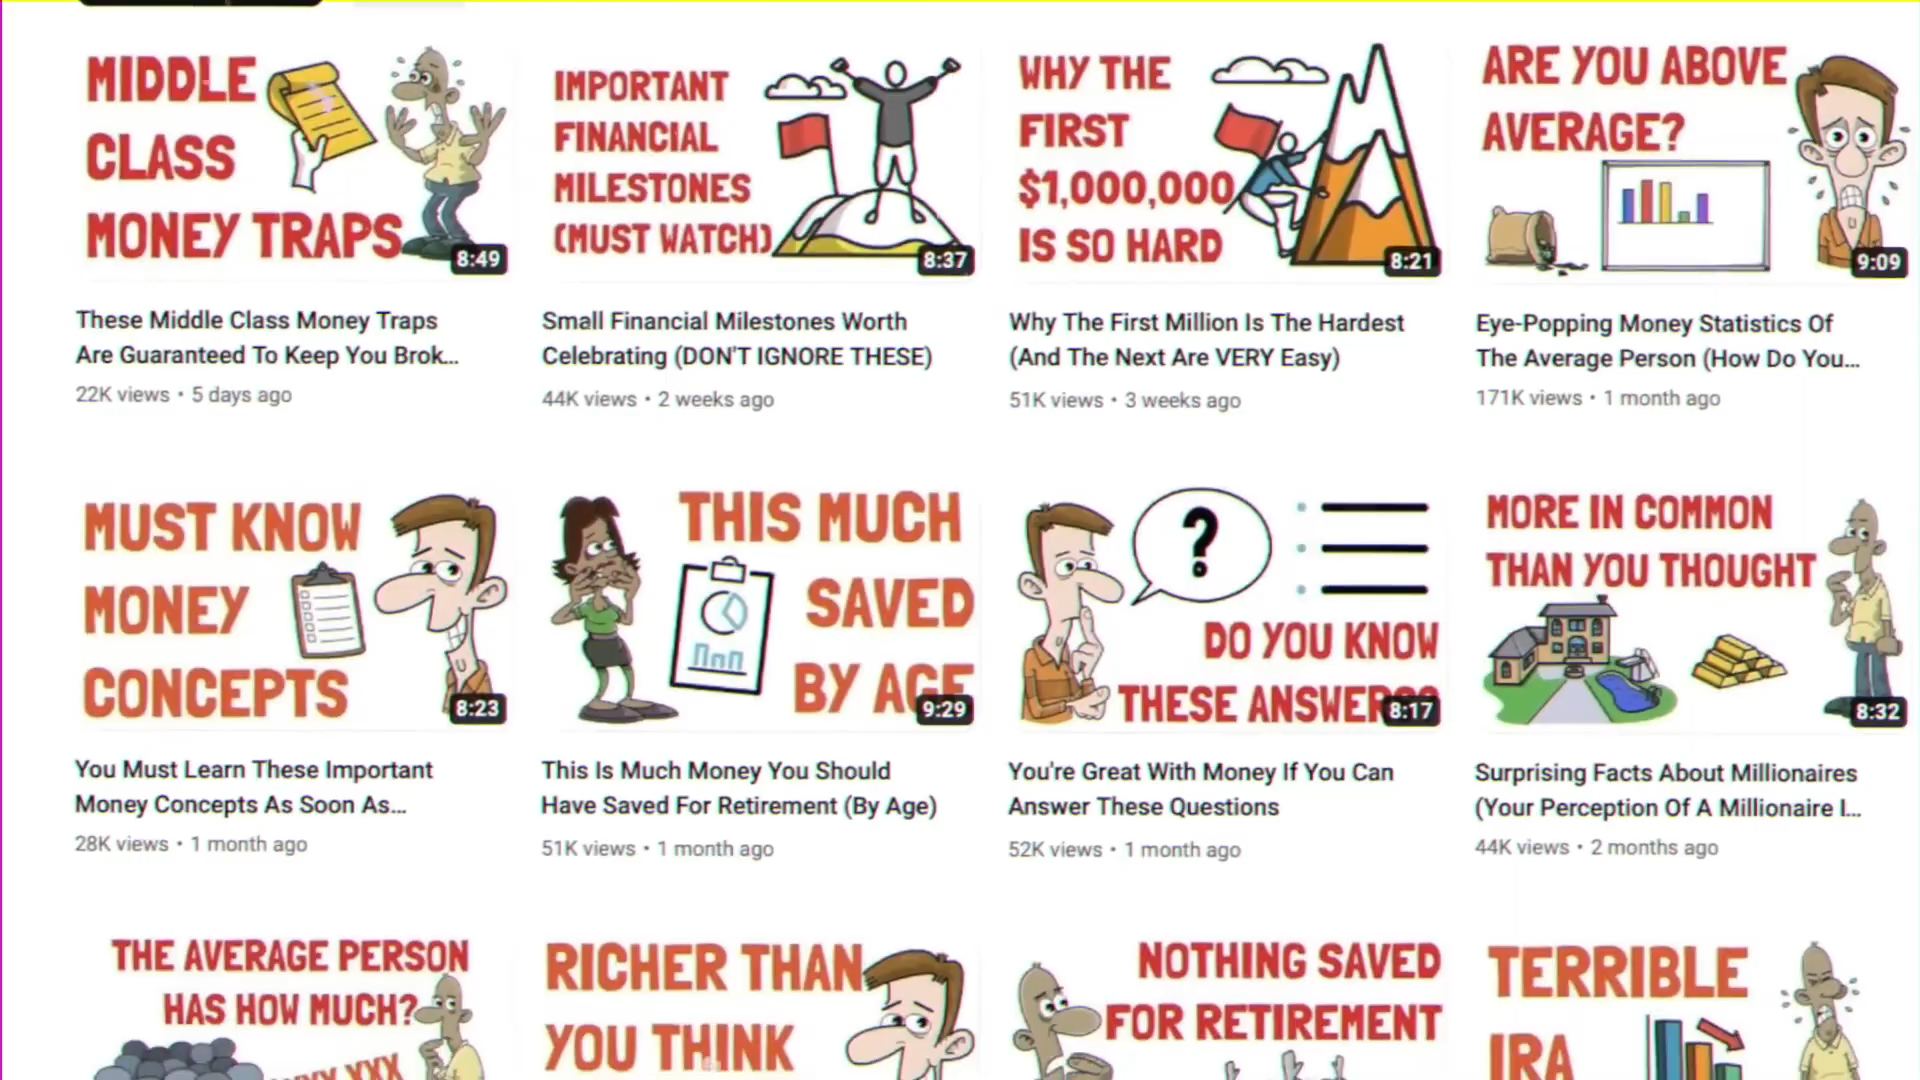 MIDDLE
CLASS
MONEY TRAPS
8:49
These Middle Class Money Traps
Are Guaranteed To Keep You Brok...
22K views • 5 days ago
IMPORTANT
FINANCIAL
MILESTONES
(MUST WATCH)
8:37
Small Financial Milestones Worth
Celebrating (DON'T IGNORE THESE)
44K views • 2 weeks ago
WHY THE
FIRST
$1,000,000
IS SO HARD
8:21
Why The First Million Is The Hardest
(And The Next Are VERY Easy)
51K views • 3 weeks ago
ARE YOU ABOVE
AVERAGE?
9:09
Eye-Popping Money Statistics Of
The Average Person (How Do You...
171K views • 1 month ago
MUST KNOW
MONEY
CONCEPTS
8:23
You Must Learn These Important
Money Concepts As Soon As...
28K views • 1 month ago
THIS MUCH
SAVED
BY AGE
9:29
This Is Much Money You Should
Have Saved For Retirement (By Age)
51K views • 1 month ago
?
DO YOU KNOW
THESE ANSWERS?
8:17
You're Great With Money If You Can
Answer These Questions
52K views • 1 month ago
MORE IN COMMON
THAN YOU THOUGHT
8:32
Surprising Facts About Millionaires
(Your Perception Of A Millionaire I...
44K views • 2 months ago
THE AVERAGE PERSON
HAS HOW MUCH?
XXX
RICHER THAN
YOU THINK
NOTHING SAVED
FOR RETIREMENT
TERRIBLE
IRA